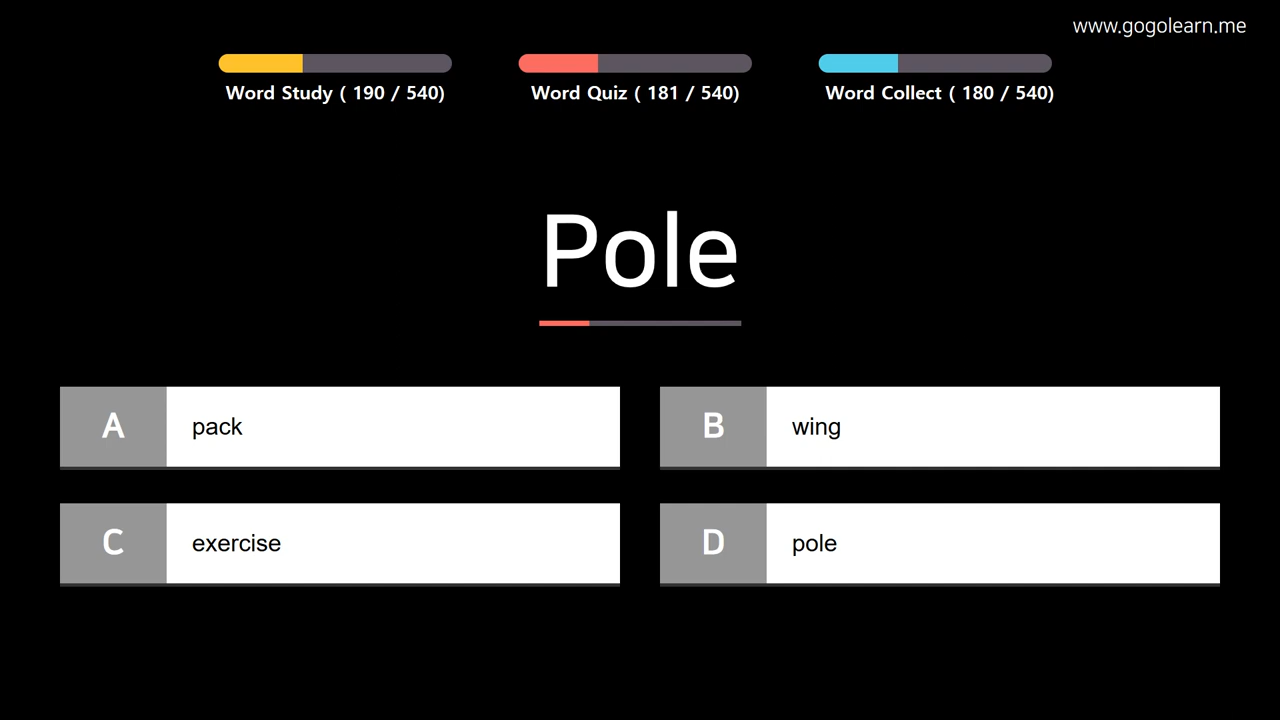 www.gogolearn.me
Word Study ( 190 / 540)
Word Quiz ( 181 / 540)
Word Collect ( 180 / 540)
Pole
A pack
B wing
C exercise
D pole